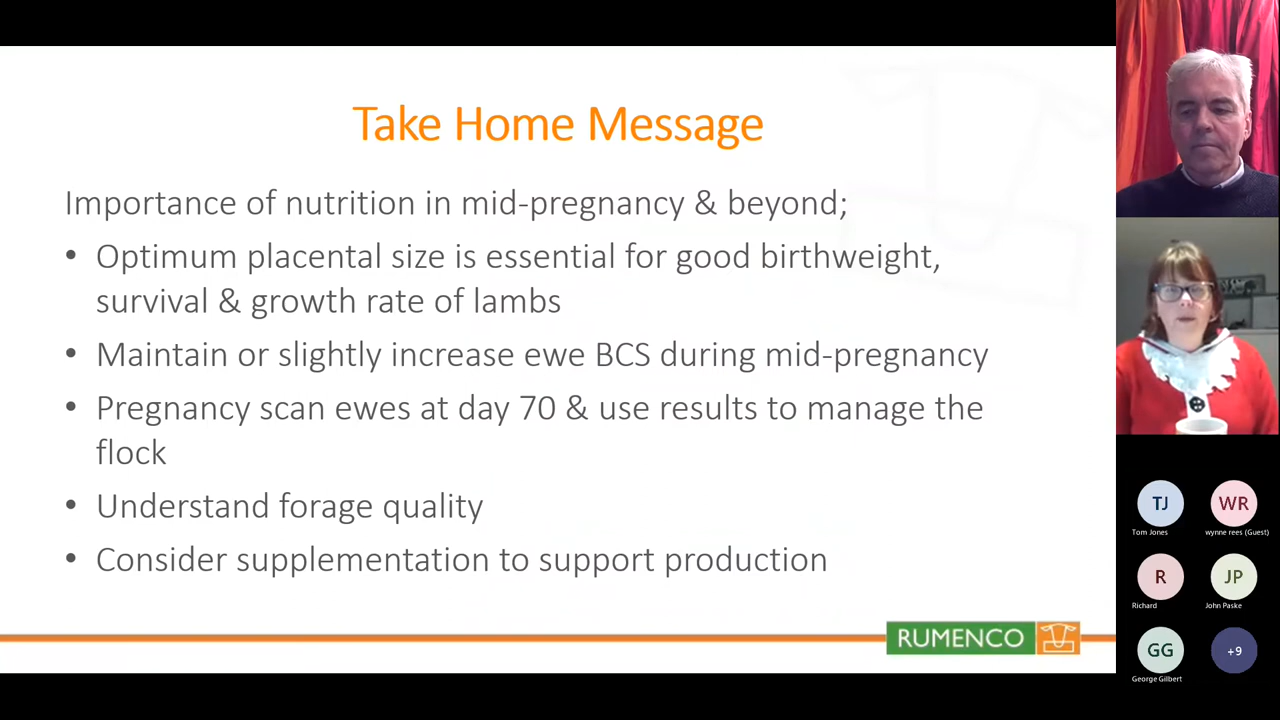 Take Home Message
Importance of nutrition in mid-pregnancy & beyond;
• Optimum placental size is essential for good birthweight,
survival & growth rate of lambs
• Maintain or slightly increase ewe BCS during mid-pregnancy
• Pregnancy scan ewes at day 70 & use results to manage the
flock
• Understand forage quality
• Consider supplementation to support production
RUMENCO
TJ
Tom Jones
WR
wynne rees (Guest)
R
Richard
JP
John Paske
GG
George Gilbert
+9